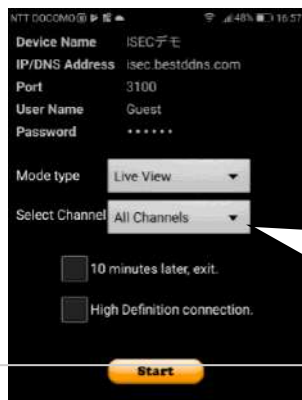 NTT DOCOMO 48% 16:57
Device Name ISECデモ
IP/DNS Address isec.bestddns.com
Port 3100
User Name Guest
Password ••••••
Mode type Live View
Select Channel All Channels
10 minutes later, exit.
High Definition connection.
Start